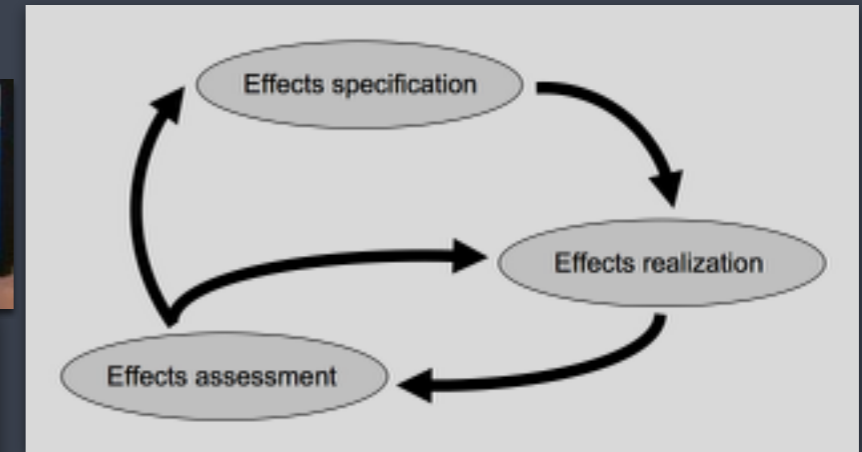 Effects specification
Effects realization
Effects assessment